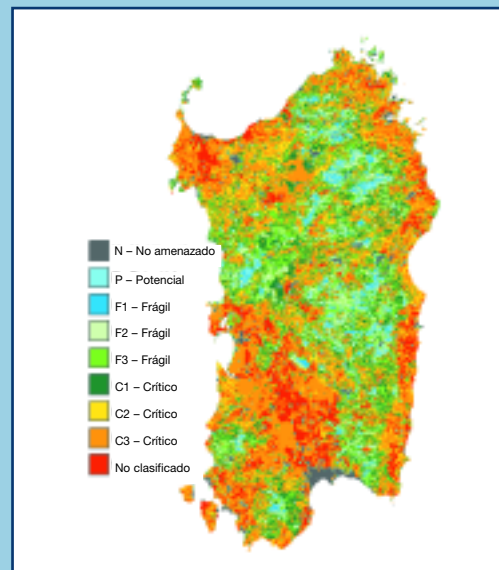 N – No amenazado
P – Potencial
F1 – Frágil
F2 – Frágil
F3 – Frágil
C1 – Crítico
C2 – Crítico
C3 – Crítico
No clasificado